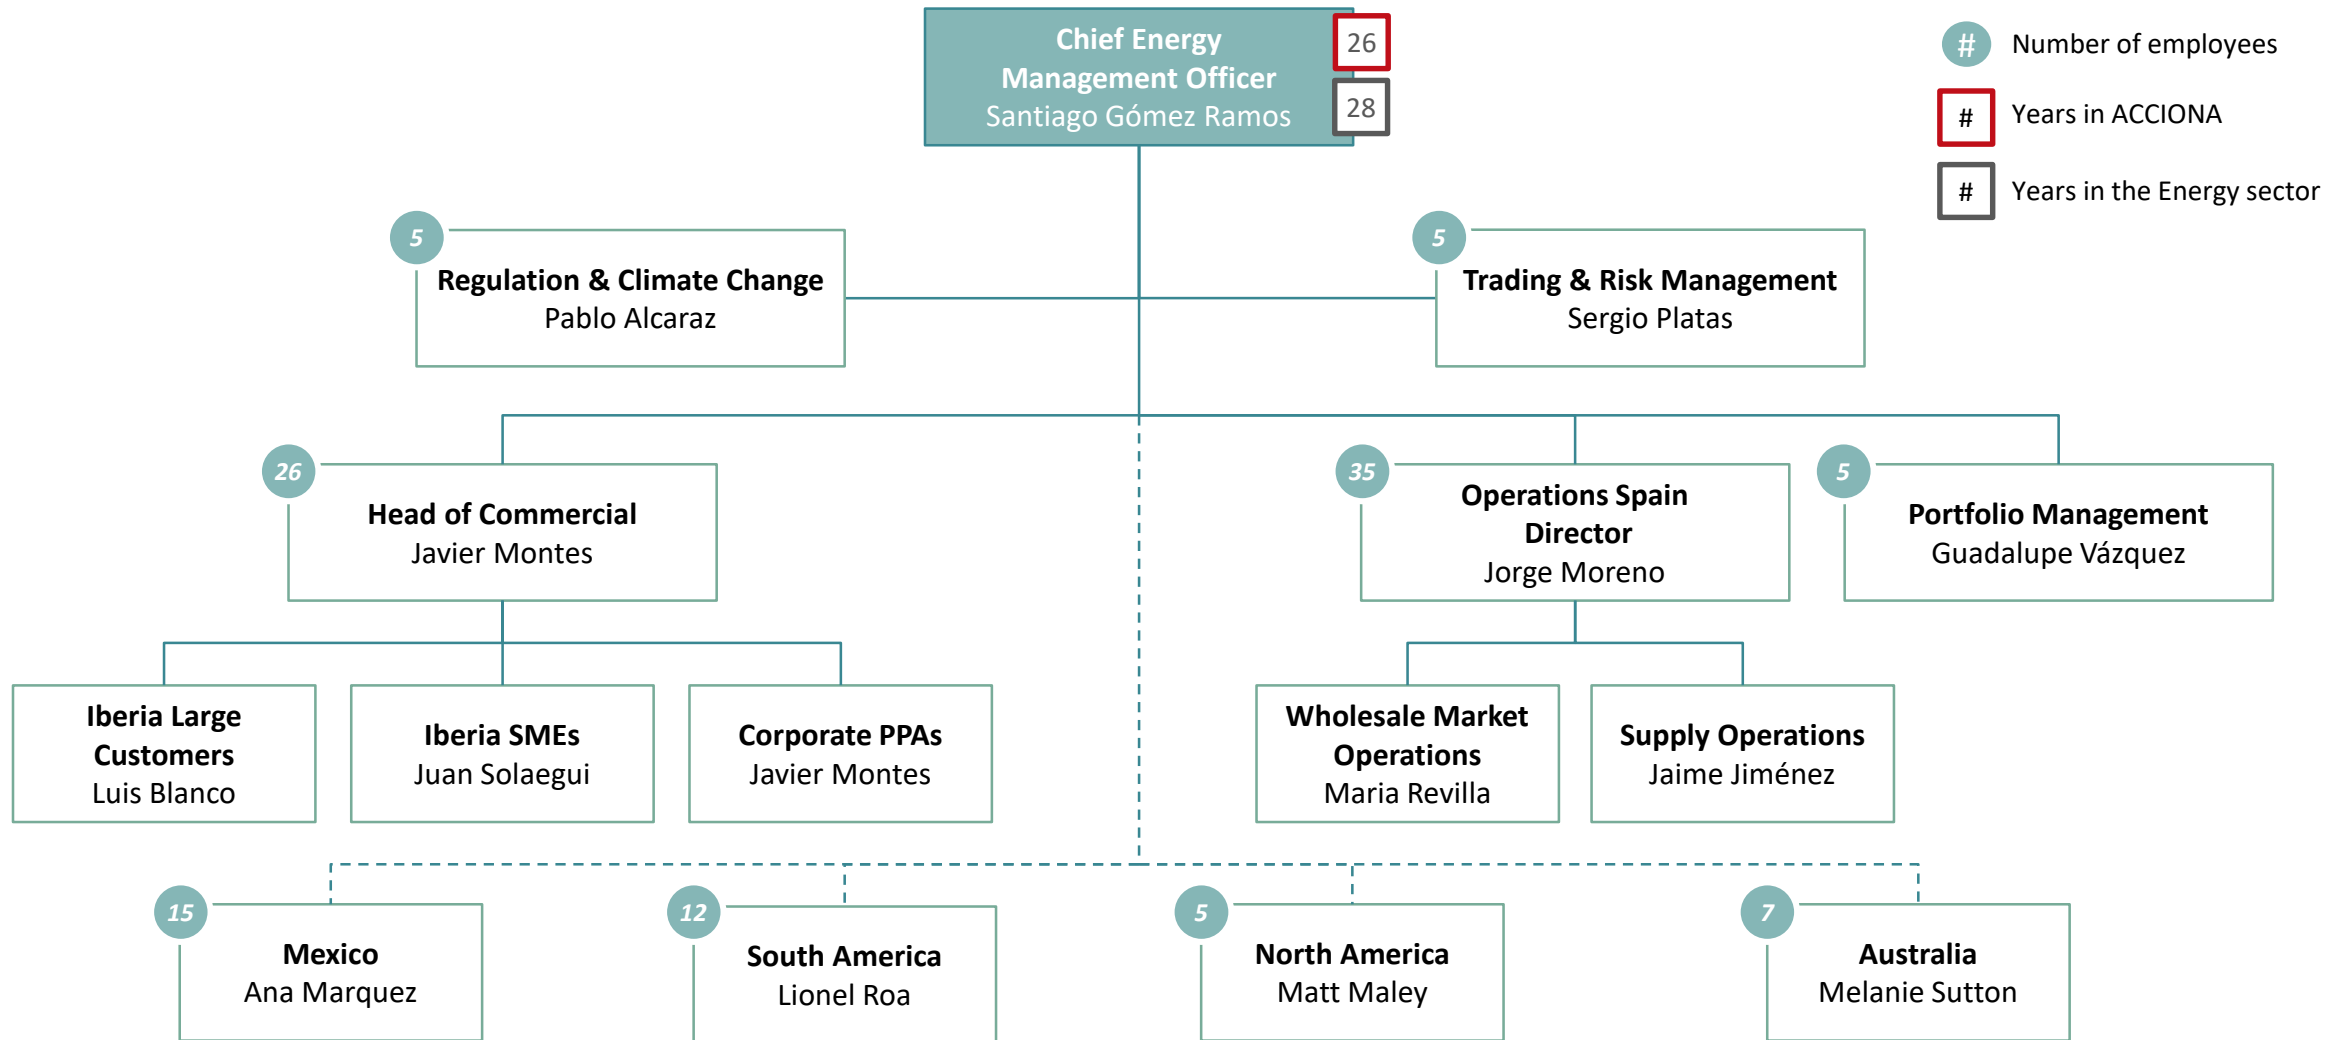 Chief Energy
Management Officer
Santiago Gómez Ramos
26
28
# Number of employees
# Years in ACCIONA
# Years in the Energy sector
5
Regulation & Climate Change
Pablo Alcaraz
5
Trading & Risk Management
Sergio Platas
26
Head of Commercial
Javier Montes
35
Operations Spain
Director
Jorge Moreno
5
Portfolio Management
Guadalupe Vázquez
Iberia Large
Customers
Luis Blanco
Iberia SMEs
Juan Solaegui
Corporate PPAs
Javier Montes
Wholesale Market
Operations
Maria Revilla
Supply Operations
Jaime Jiménez
15
Mexico
Ana Marquez
12
South America
Lionel Roa
5
North America
Matt Maley
7
Australia
Melanie Sutton